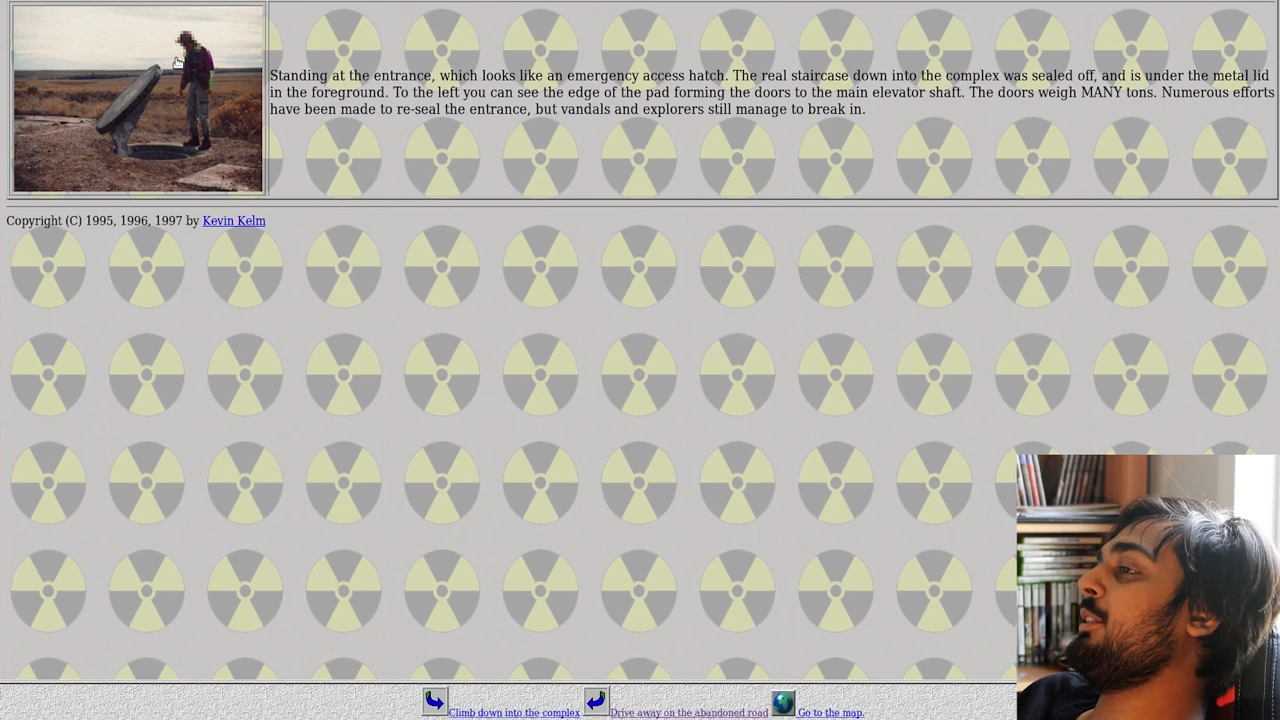 Standing at the entrance, which looks like an emergency access hatch. The real staircase down into the complex was sealed off, and is under the metal lid
in the foreground. To the left you can see the edge of the pad forming the doors to the main elevator shaft. The doors weigh MANY tons. Numerous efforts
have been made to re-seal the entrance, but vandals and explorers still manage to break in.
Copyright (C) 1995, 1996, 1997 by Kevin Kelm
Climb down into the complex Drive away on the abandoned road Go to the map.